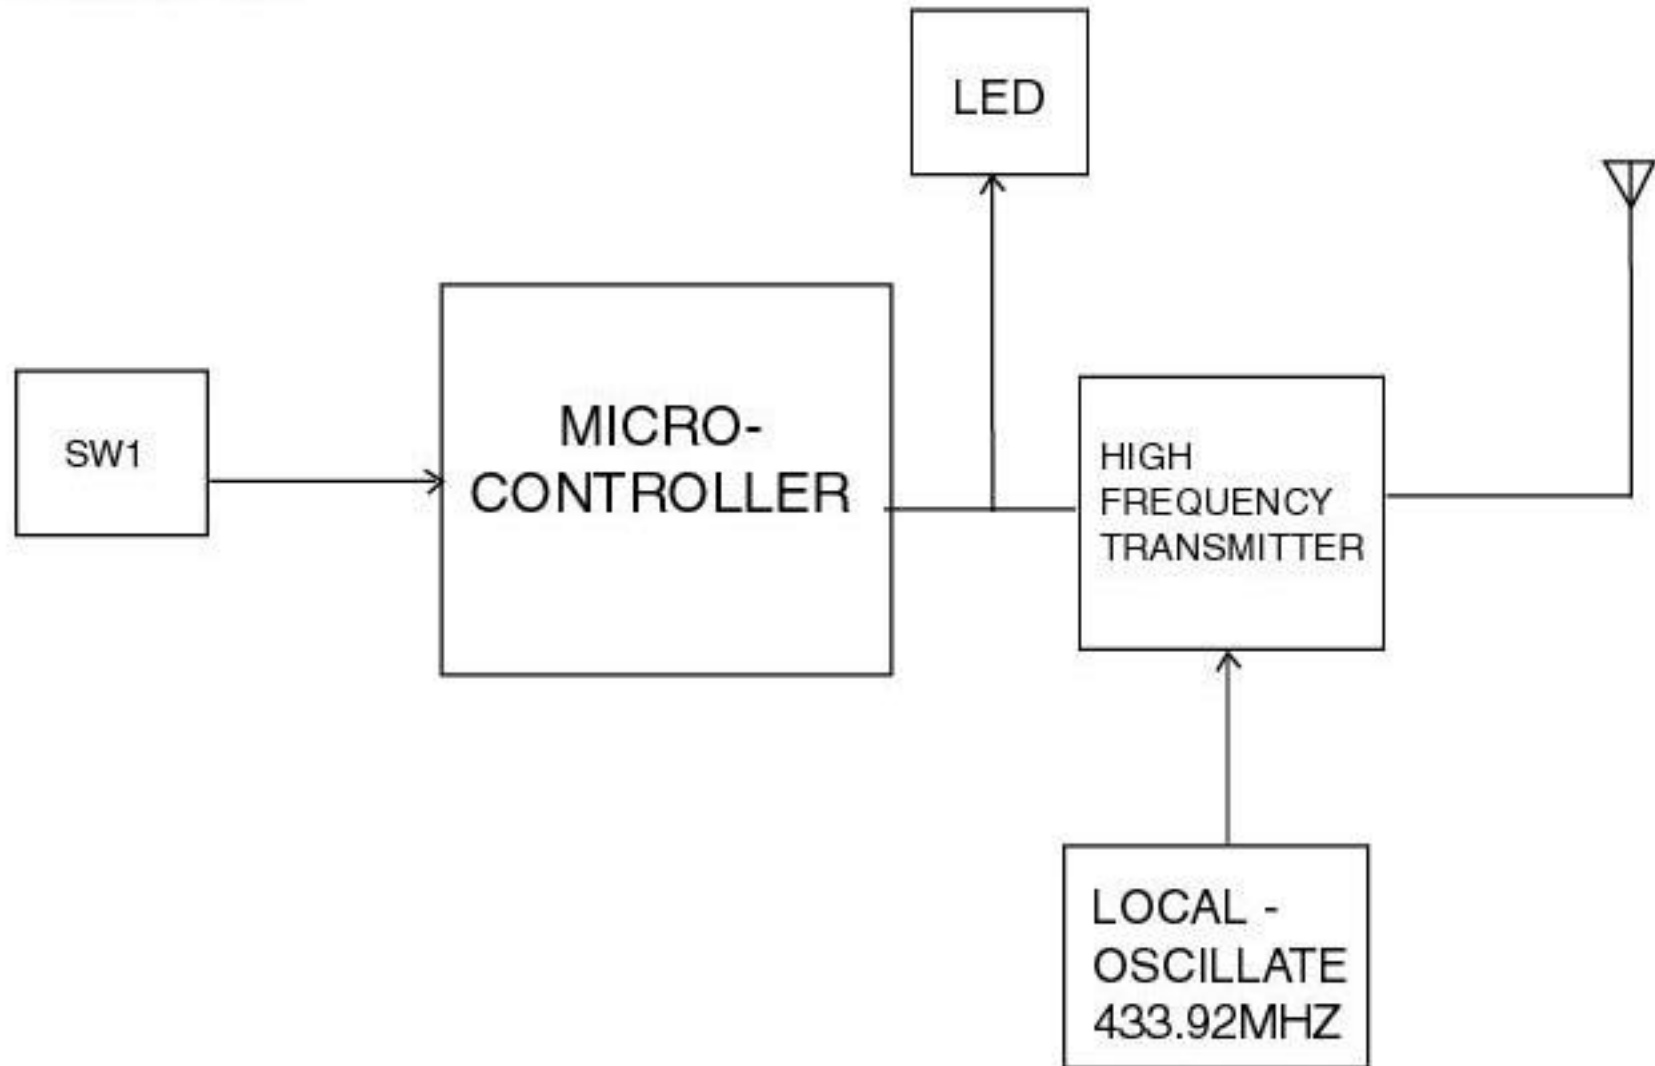 LED
SW1
MICRO-
CONTROLLER
HIGH
FREQUENCY
TRANSMITTER
LOCAL -
OSCILLATE
433.92MHZ